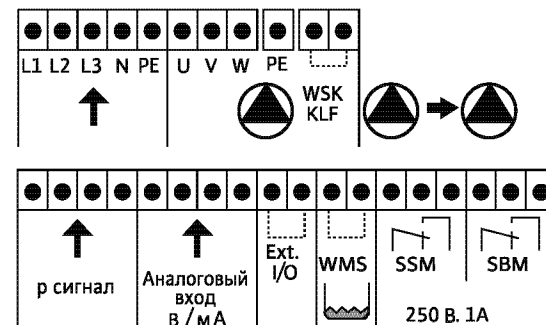 L1 L2 L3 N PE U V W PE
WSK
KLF
p сигнал
Аналоговый
вход
В / мА
Ext.
I/O
WMS
SSM
SBM
250 В. 1А